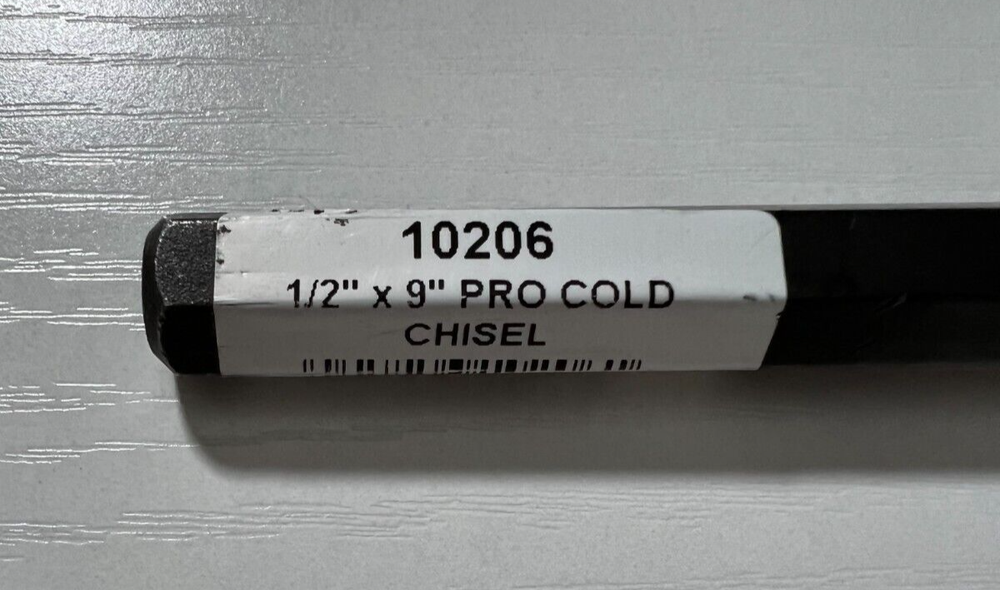 10206
1/2" x 9" PRO COLD
CHISEL